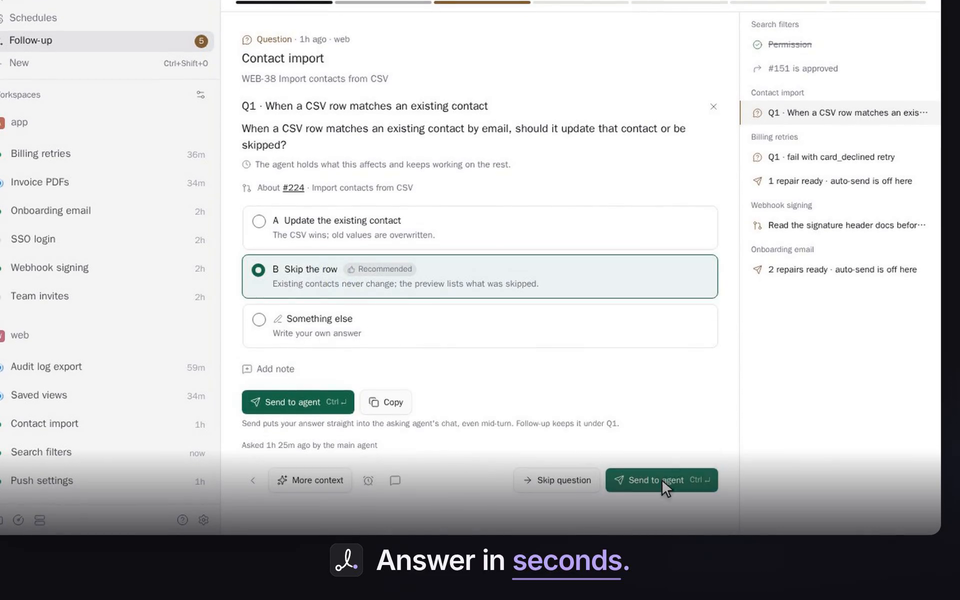 Schedules
Follow-up
5
New
Ctrl+Shift+O
app
Billing retries
36m
Invoice PDFs
34m
Onboarding email
2h
SSO login
2h
Webhook signing
2h
Team invites
2h
web
Audit log export
59m
Saved views
34m
Contact import
1h
Search filters
now
Push settings
1h
Question · 1h ago · web
Contact import
WEB-38 Import contacts from CSV
Q1 · When a CSV row matches an existing contact
When a CSV row matches an existing contact by email, should it update that contact or be
skipped?
The agent holds what this affects and keeps working on the rest.
About #224 · Import contacts from CSV
A Update the existing contact
The CSV wins; old values are overwritten.
B Skip the row
Recommended
Existing contacts never change; the preview lists what was skipped.
Something else
Write your own answer
Add note
Send to agent Ctrl ↵
Copy
Send puts your answer straight into the asking agent's chat, even mid-turn. Follow-up keeps it under Q1.
Asked 1h 25m ago by the main agent
More context
Skip question
Send to agent Ctrl ↵
Search filters
Permission
#151 is approved
Contact import
Q1 · When a CSV row matches an exis···
Billing retries
Q1 · fail with card_declined retry
1 repair ready · auto-send is off here
Webhook signing
Read the signature header docs befor···
Onboarding email
2 repairs ready · auto-send is off here
Answer in seconds.